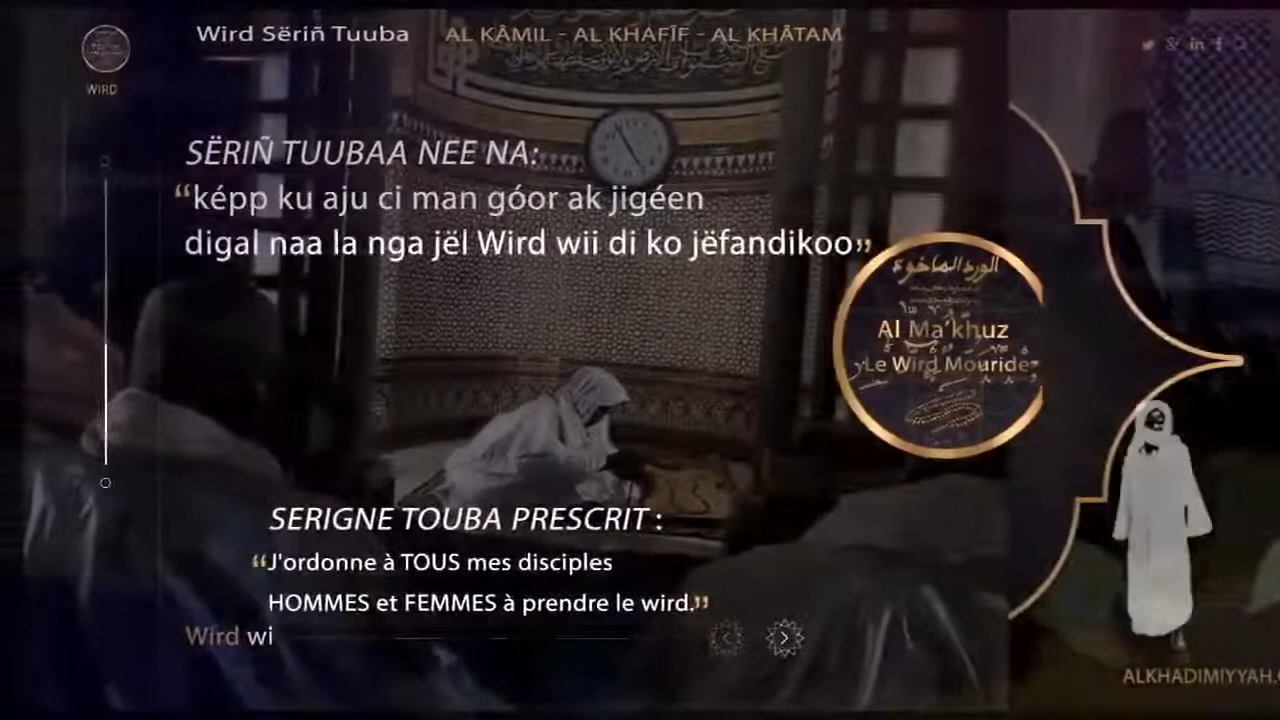 Wird Sëriñ Tuuba
AL KÂMIL - AL KHAFÎF - AL KHÂTAM
WIRD
SËRIÑ TUUBAA NEE NA:
“képp ku aju ci man góor ak jigéen
digal naa la nga jël Wird wii di ko jëfandikoo”
الورد الماخوذ
Al Ma'khuz
Le Wird Mouride
SERIGNE TOUBA PRESCRIT :
“J'ordonne à TOUS mes disciples
HOMMES et FEMMES à prendre le wird.”
Wird wi
ALKHADIMIYYAH.